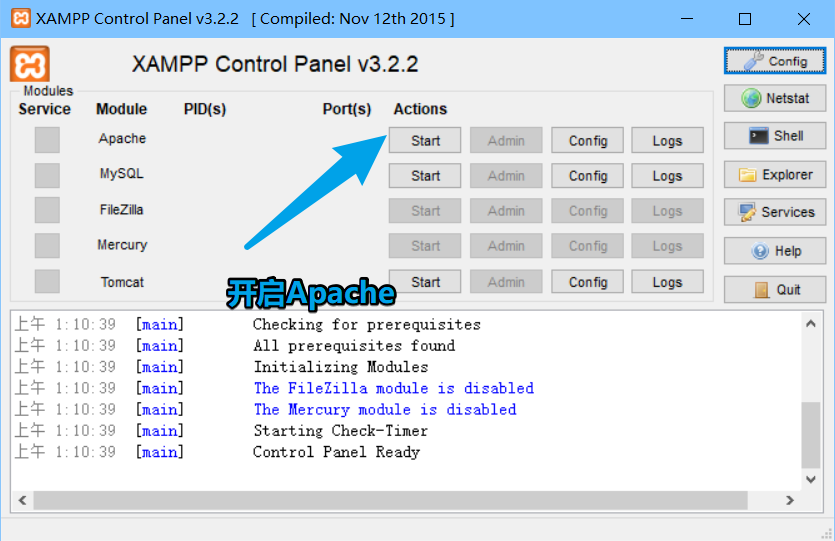 XAMPP Control Panel v3.2.2 [ Compiled: Nov 12th 2015 ]
XAMPP Control Panel v3.2.2
Config
Modules
Service Module PID(s) Port(s) Actions
Netstat
Apache Start Admin Config Logs
Shell
MySQL Start Admin Config Logs
Explorer
FileZilla Start Admin Config Logs
Services
Mercury Start Admin Config Logs
Help
Tomcat Start Admin Config Logs
Quit
开启Apache
上午 1:10:39 [main] Checking for prerequisites
上午 1:10:39 [main] All prerequisites found
上午 1:10:39 [main] Initializing Modules
上午 1:10:39 [main] The FileZilla module is disabled
上午 1:10:39 [main] The Mercury module is disabled
上午 1:10:39 [main] Starting Check-Timer
上午 1:10:39 [main] Control Panel Ready